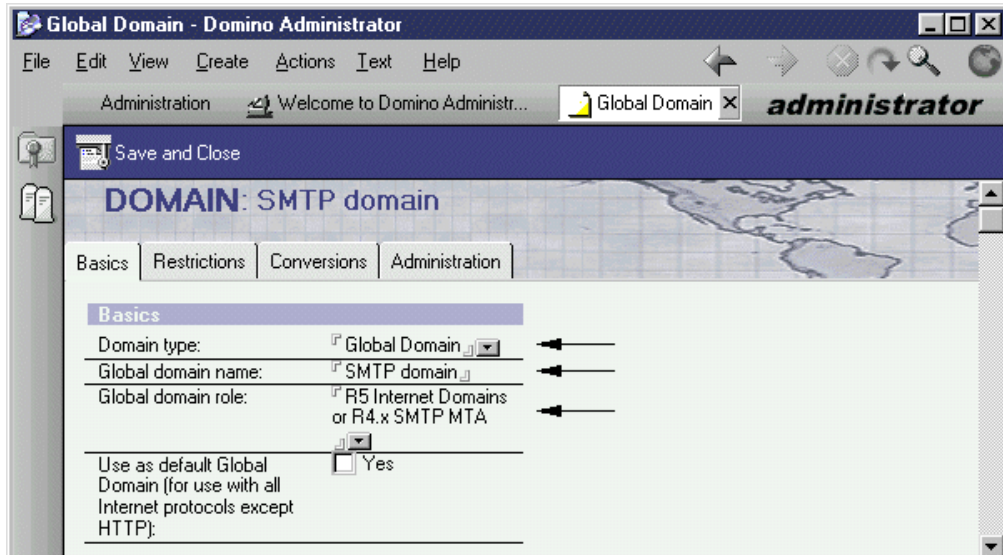 Global Domain - Domino Administrator
File Edit View Create Actions Text Help
Administration Welcome to Domino Administr... Global Domain administrator
Save and Close
DOMAIN: SMTP domain
Basics Restrictions Conversions Administration
Basics
Domain type: Global Domain
Global domain name: SMTP domain
Global domain role: R5 Internet Domains
or R4.x SMTP MTA
Use as default Global Yes
Domain (for use with all
Internet protocols except
HTTP):